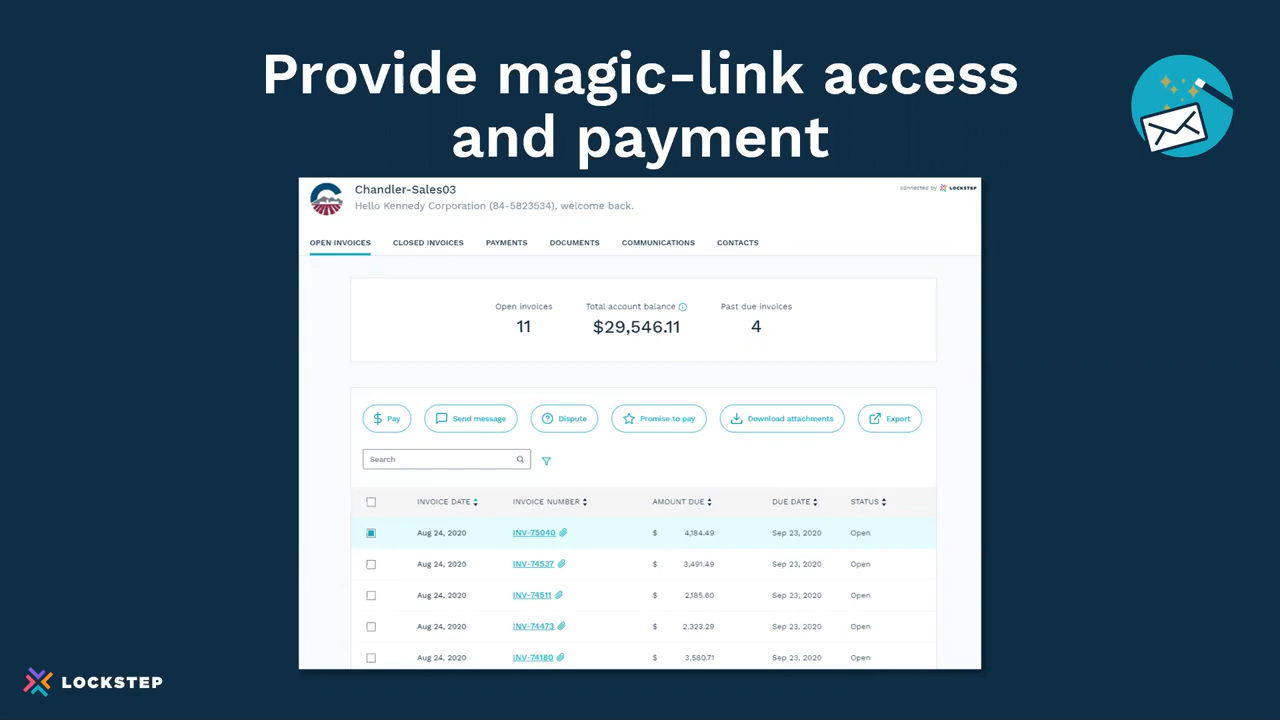 Provide magic-link access
and payment
Chandler-Sales03
connected by LOCKSTEP
Hello Kennedy Corporation (84-5823534), welcome back.
OPEN INVOICES CLOSED INVOICES PAYMENTS DOCUMENTS COMMUNICATIONS CONTACTS
Open invoices Total account balance Past due invoices
11 $29,546.11 4
Pay Send message Dispute Promise to pay Download attachments Export
Search
INVOICE DATE INVOICE NUMBER AMOUNT DUE DUE DATE STATUS
Aug 24, 2020 INV-75040 $ 4,184.49 Sep 23, 2020 Open
Aug 24, 2020 INV-74537 $ 3,491.49 Sep 23, 2020 Open
Aug 24, 2020 INV-74511 $ 2,185.60 Sep 23, 2020 Open
Aug 24, 2020 INV-74473 $ 2,323.29 Sep 23, 2020 Open
Aug 24, 2020 INV-74180 $ 3,580.71 Sep 23, 2020 Open
LOCKSTEP